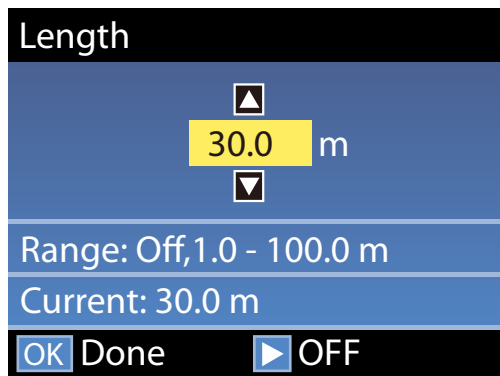 Length
30.0 m
Range: Off,1.0 - 100.0 m
Current: 30.0 m
OK Done OFF